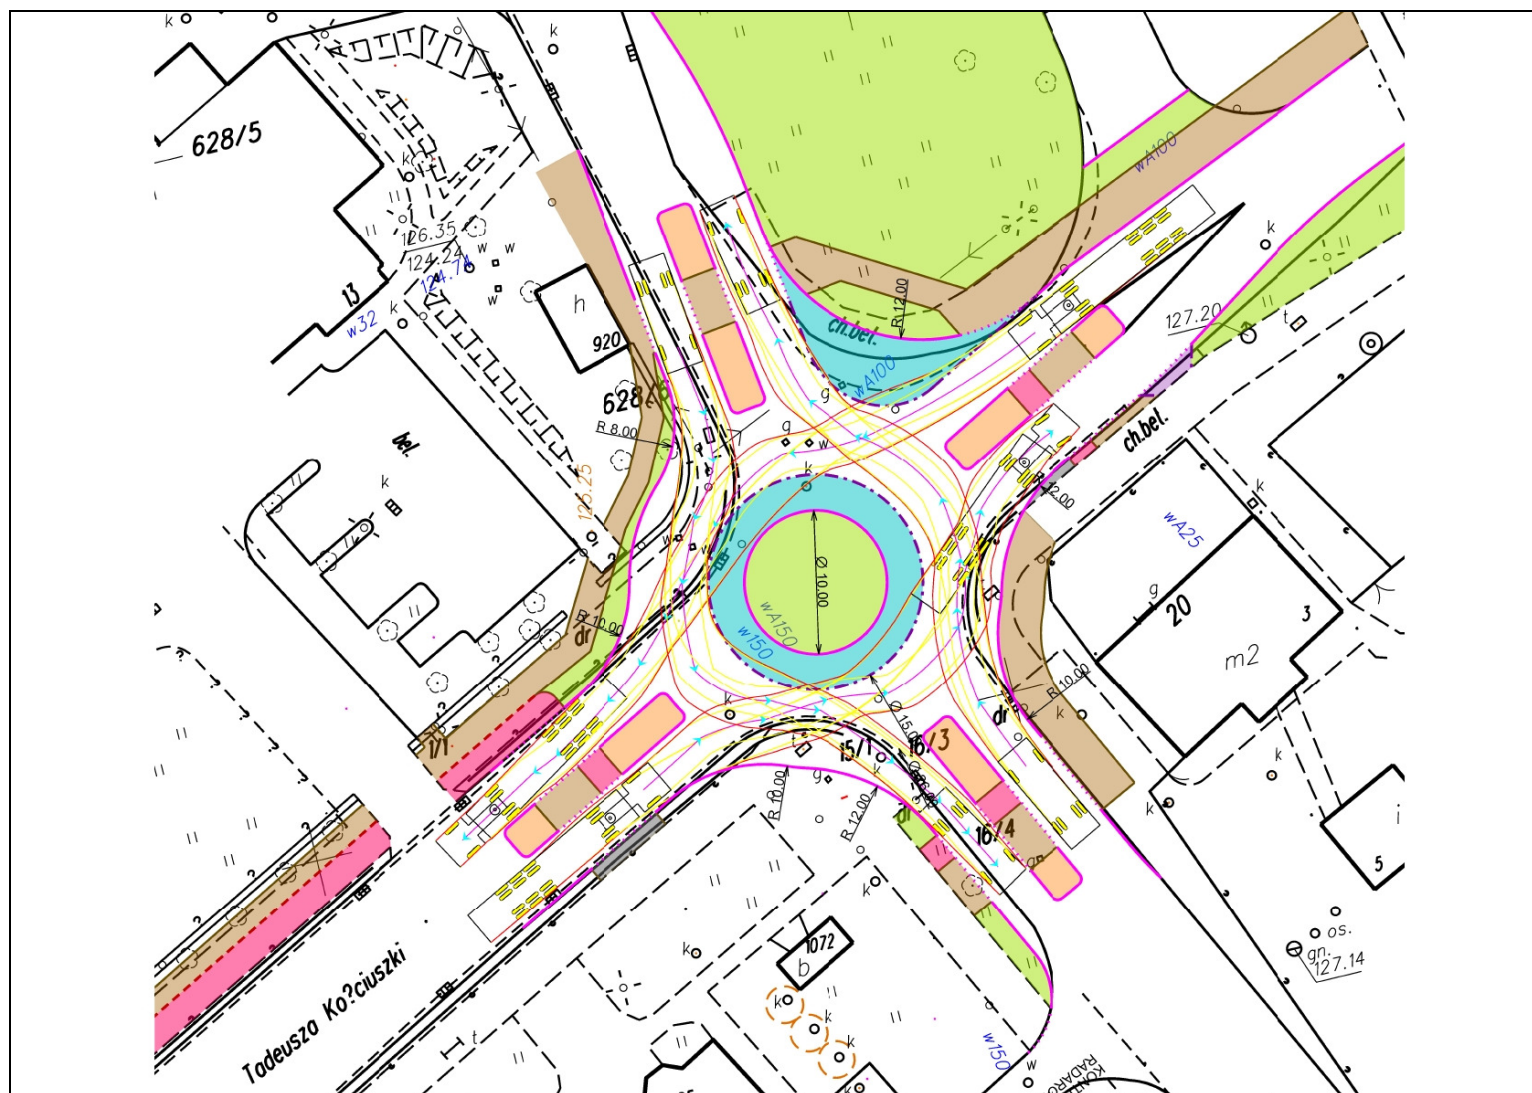 k
k
k
628/5
k
wA100
126.35
k
w
w
124.24
124.74
w
13
k
w32
h
920
R 12.00
ch.bel.
127.20
t
k
wA100
g
628/6
R 8.00
g
w
ch.bel.
bel.
k
k
R 12.00
k
125.25
wA25
w
w
b
g
Ø 10.00
20
3
wA150
w150
m2
R 10.00
dr
R 10.00
k
dr
k
1/1
t
15/1
16/3
k
k
g
R 10.00
R 12.00
dr
k
16/4
i
5
k
k
1072
b
k
os.
gn.
127.14
k
k
Tadeusza Ko?ciuszki
t
w150
w
k